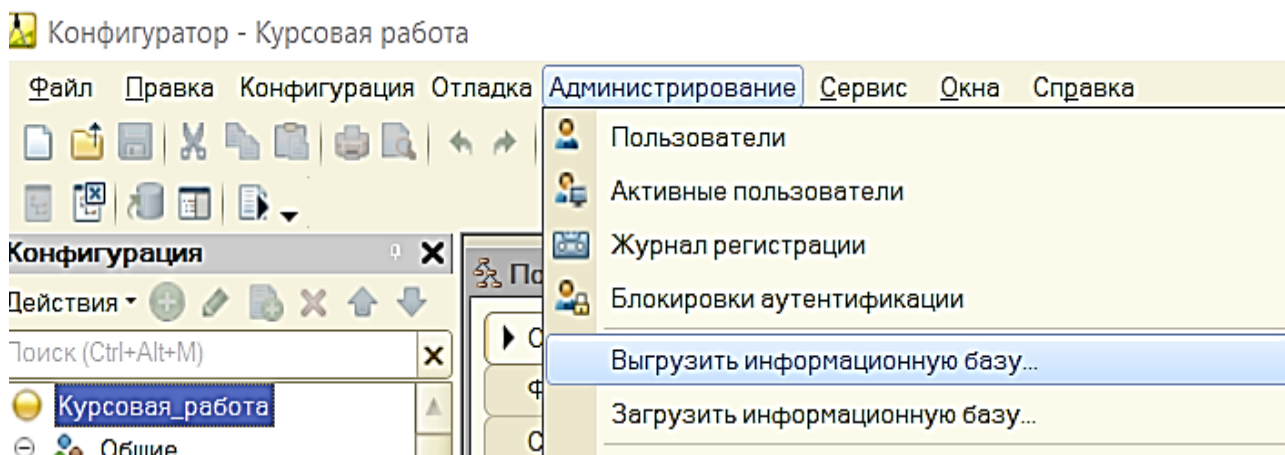 Конфигуратор - Курсовая работа
Файл Правка Конфигурация Отладка Администрирование Сервис Окна Справка
Пользователи
Активные пользователи
Журнал регистрации
Блокировки аутентификации
Выгрузить информационную базу...
Загрузить информационную базу...
Конфигурация
Действия
Поиск (Ctrl+Alt+M)
Курсовая_работа
Общие